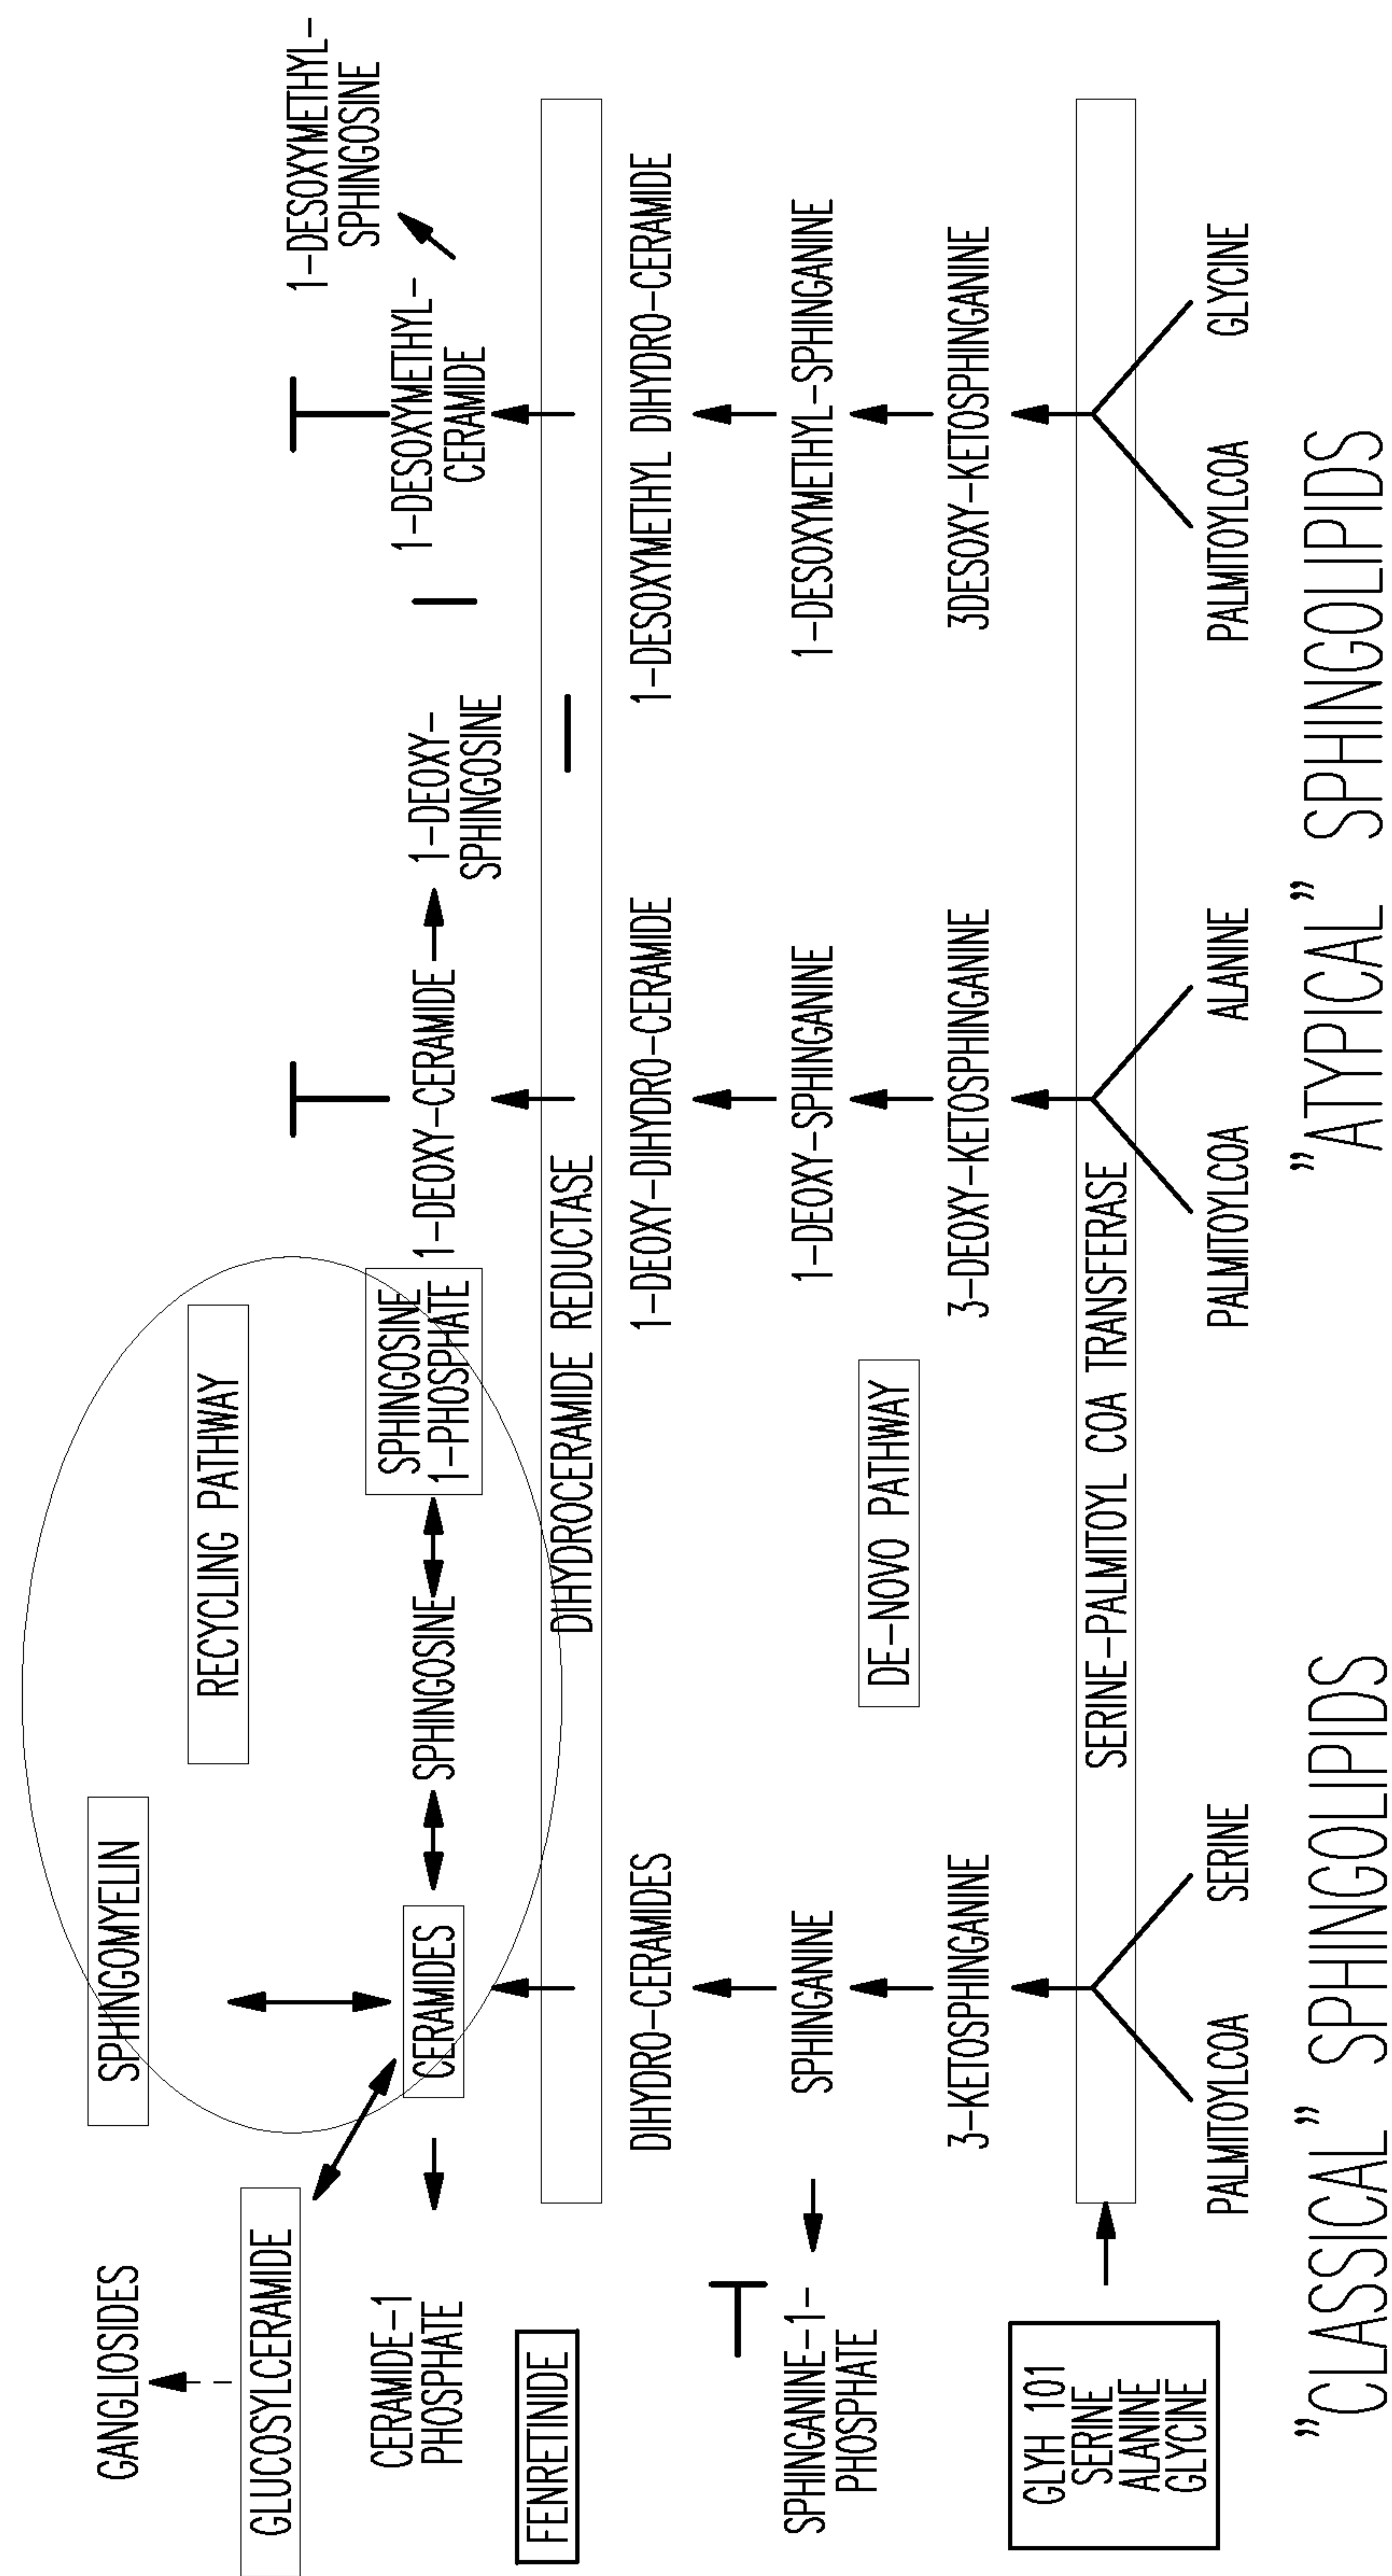 GANGLIOSIDES
SPHINGOMYELIN
RECYCLING PATHWAY
GLUCOSYLCERAMIDE
1-DESOXYMETHYL-
SPHINGOSINE
CERAMIDE-1
PHOSPHATE
CERAMIDES
SPHINGOSINE
SPHINGOSINE
1-PHOSPHATE
1-DEOXY-CERAMIDE
1-DEOXY-
SPHINGOSINE
1-DESOXYMETHYL-
CERAMIDE
FENRETINIDE
DIHYDROCERAMIDE REDUCTASE
DIHYDRO-CERAMIDES
1-DEOXY-DIHYDRO-CERAMIDE
1-DESOXYMETHYL DIHYDRO-CERAMIDE
SPHINGANINE-1-
PHOSPHATE
SPHINGANINE
1-DEOXY-SPHINGANINE
1-DESOXYMETHYL-SPHINGANINE
DE-NOVO PATHWAY
3-KETOSPHINGANINE
3-DEOXY-KETOSPHINGANINE
3DESOXY-KETOSPHINGANINE
GLYH 101
SERINE
ALANINE
GLYCINE
SERINE-PALMITOYL COA TRANSFERASE
PALMITOYLCOA
SERINE
PALMITOYLCOA
ALANINE
PALMITOYLCOA
GLYCINE
"CLASSICAL" SPHINGOLIPIDS
"ATYPICAL" SPHINGOLIPIDS